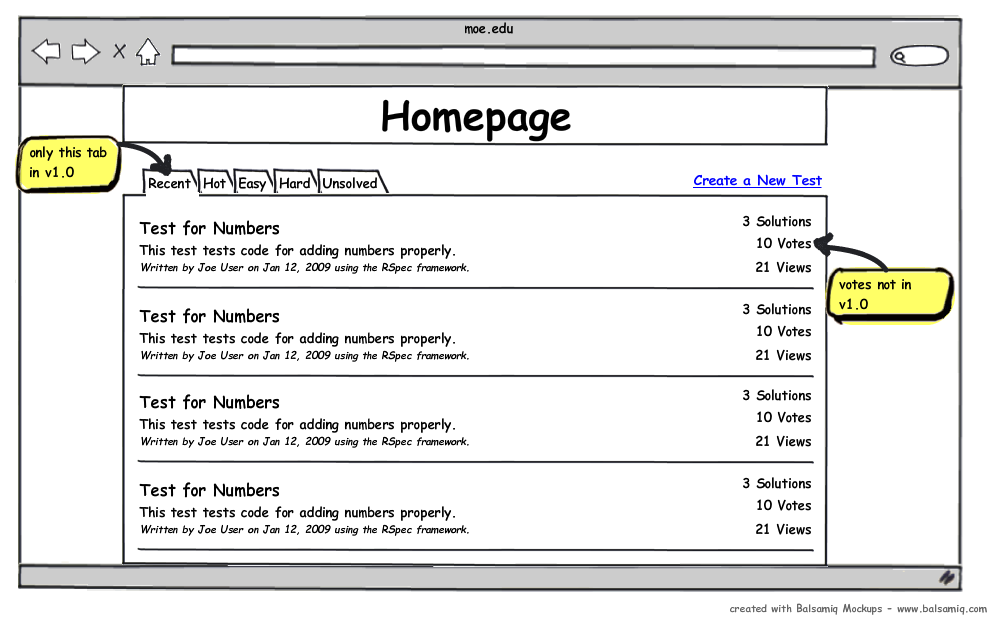 moe.edu
Homepage
only this tab
in v1.0
Recent Hot Easy Hard Unsolved
Create a New Test
Test for Numbers
This test tests code for adding numbers properly.
Written by Joe User on Jan 12, 2009 using the RSpec framework.
3 Solutions
10 Votes
21 Views
votes not in
v1.0
Test for Numbers
This test tests code for adding numbers properly.
Written by Joe User on Jan 12, 2009 using the RSpec framework.
3 Solutions
10 Votes
21 Views
Test for Numbers
This test tests code for adding numbers properly.
Written by Joe User on Jan 12, 2009 using the RSpec framework.
3 Solutions
10 Votes
21 Views
Test for Numbers
This test tests code for adding numbers properly.
Written by Joe User on Jan 12, 2009 using the RSpec framework.
3 Solutions
10 Votes
21 Views
created with Balsamiq Mockups - www.balsamiq.com